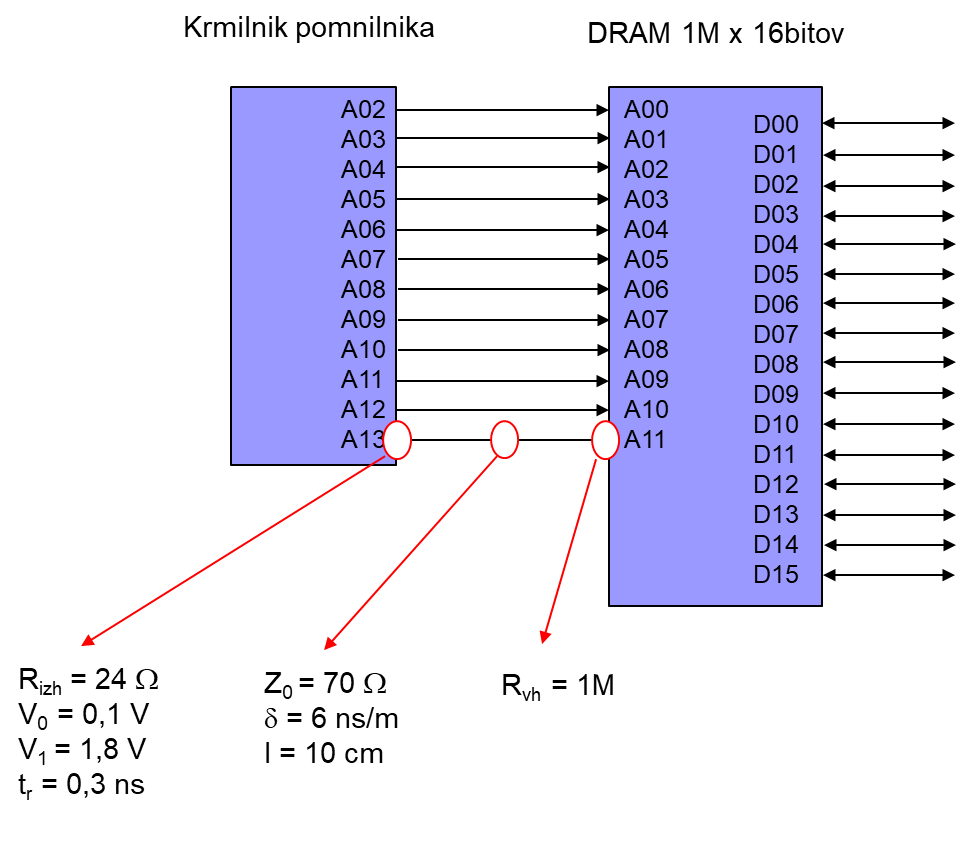 Krmilnik pomnilnika
DRAM 1M x 16bitov
A02
A03
A04
A05
A06
A07
A08
A09
A10
A11
A12
A13
A00
A01
A02
A03
A04
A05
A06
A07
A08
A09
A10
A11
D00
D01
D02
D03
D04
D05
D06
D07
D08
D09
D10
D11
D12
D13
D14
D15
Rizh = 24 Ω
V0 = 0,1 V
V1 = 1,8 V
tr = 0,3 ns
Z0 = 70 Ω
δ = 6 ns/m
l = 10 cm
Rvh = 1M